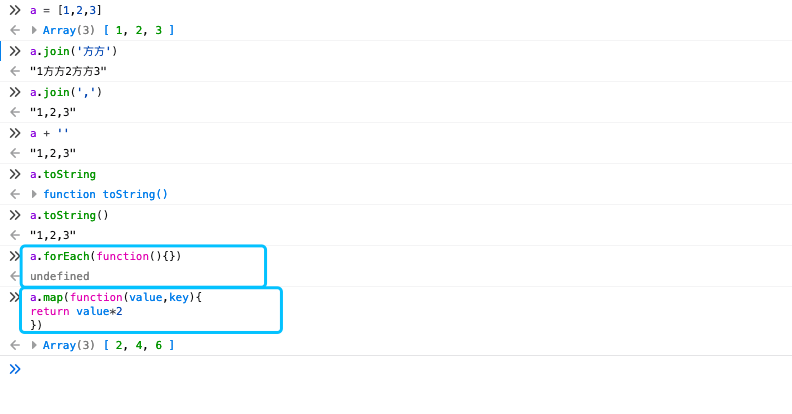 a = [1,2,3]
Array(3) [ 1, 2, 3 ]
a.join('方方')
"1方方2方方3"
a.join(',')
"1,2,3"
a + ''
"1,2,3"
a.toString
function toString()
a.toString()
"1,2,3"
a.forEach(function(){})
undefined
a.map(function(value,key){
return value*2
})
Array(3) [ 2, 4, 6 ]